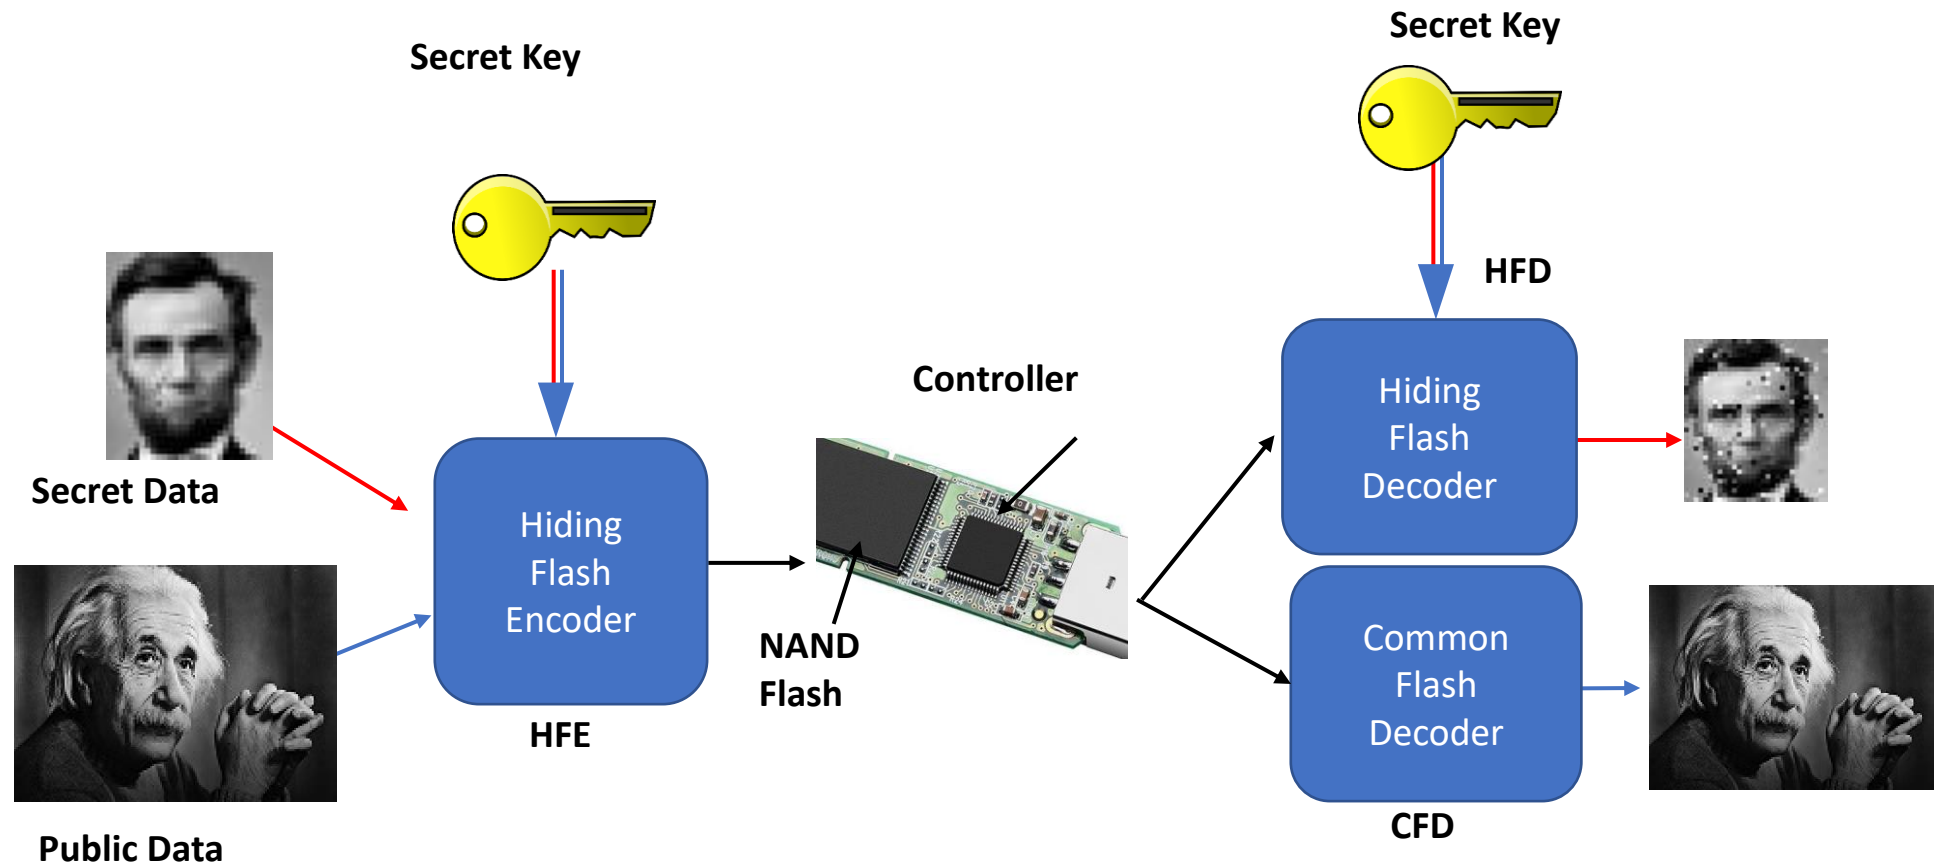 Secret Key
Secret Key
HFD
Controller
Hiding
Flash
Decoder
Secret Data
Hiding
Flash
Encoder
NAND
Flash
Common
Flash
Decoder
HFE
CFD
Public Data